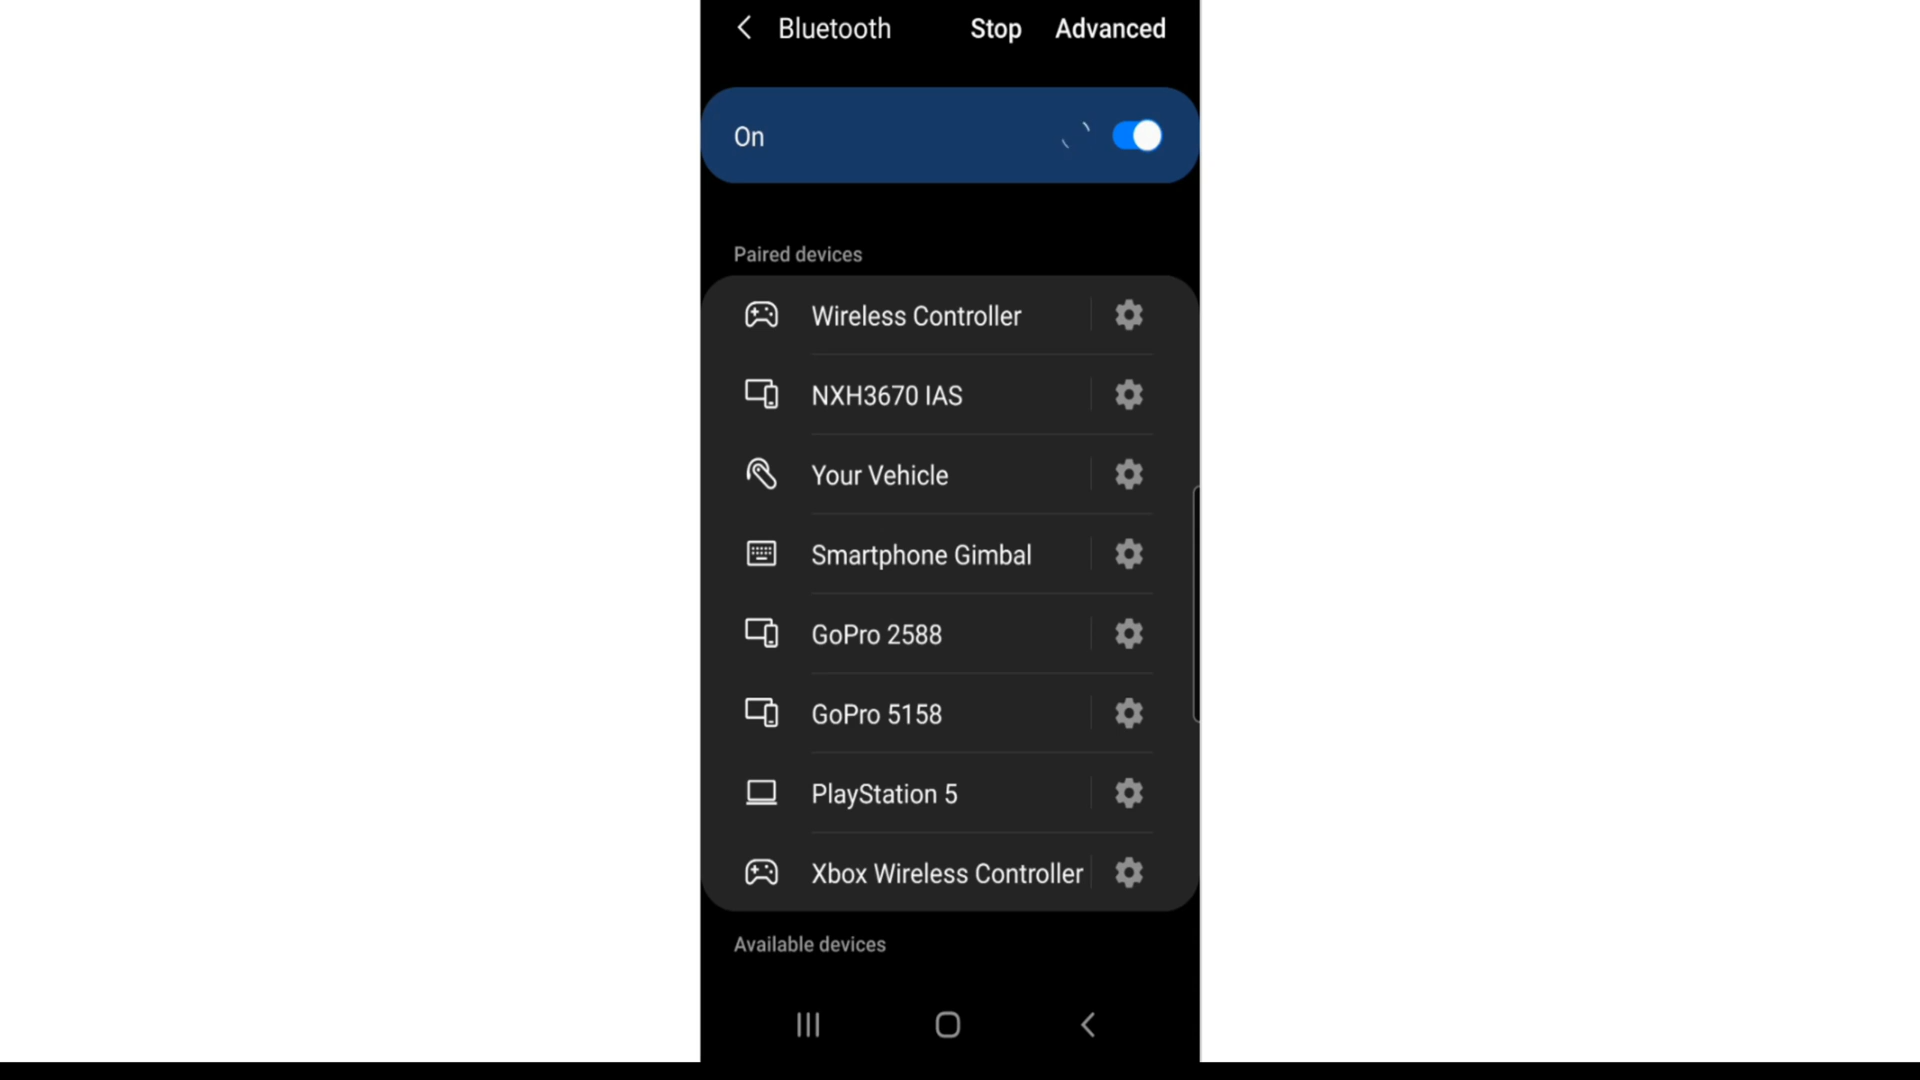 Bluetooth Stop Advanced
On
Paired devices
Wireless Controller
NXH3670 IAS
Your Vehicle
Smartphone Gimbal
GoPro 2588
GoPro 5158
PlayStation 5
Xbox Wireless Controller
Available devices